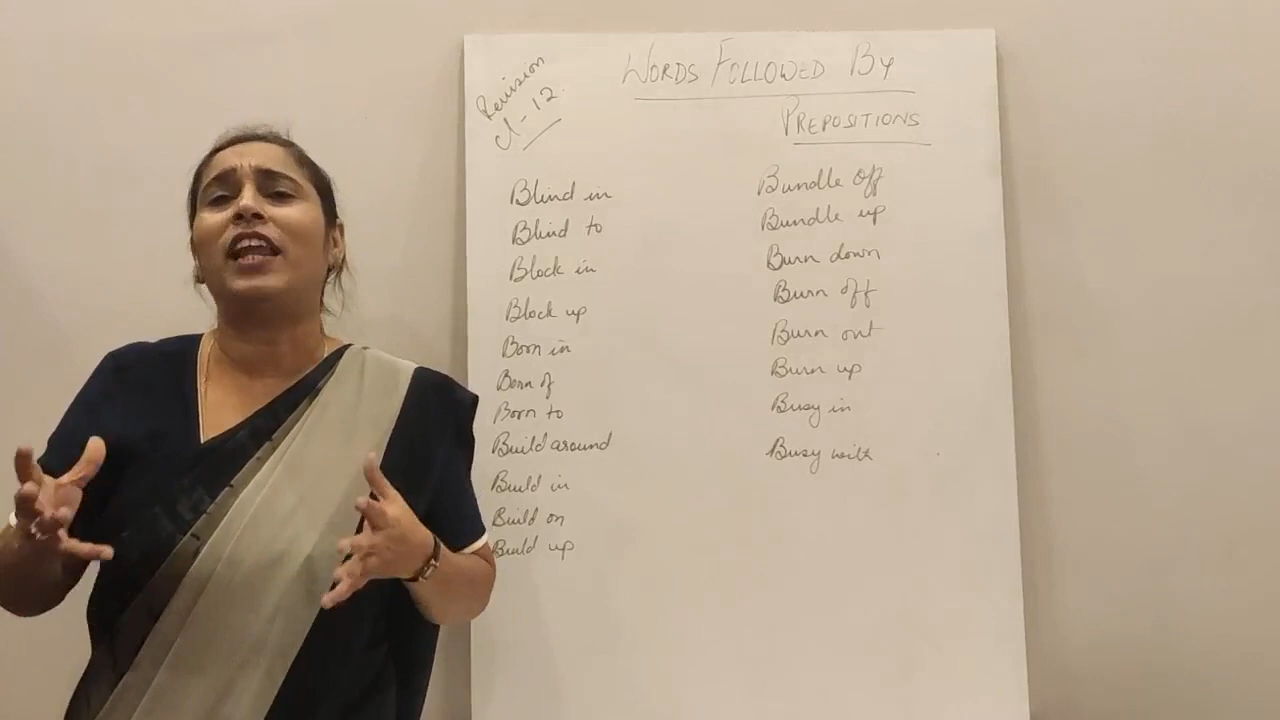 Revision
cl-12.
WORDS FOLLOWED BY
PREPOSITIONS
Blind in
Blind to
Block in
Block up
Born in
Born of
Born to
Build around
Build in
Build on
Build up
Bundle off
Bundle up
Burn down
Burn off
Burn out
Burn up
Busy in
Busy with